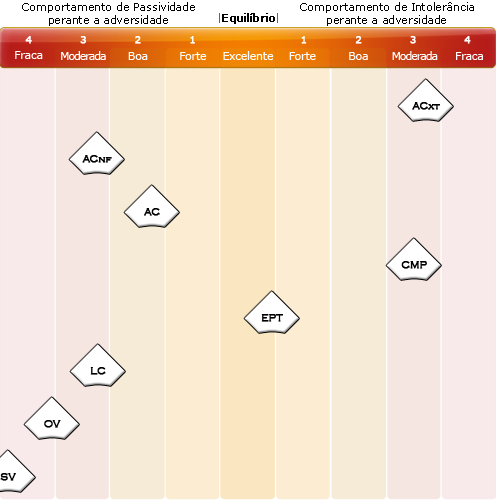 Comportamento de Passividade
perante a adversidade
|Equilíbrio|
Comportamento de Intolerância
perante a adversidade
4 3 2 1 1 2 3 4
Fraca Moderada Boa Forte Excelente Forte Boa Moderada Fraca
ACXT
ACNF
AC
CMP
EPT
LC
OV
SV